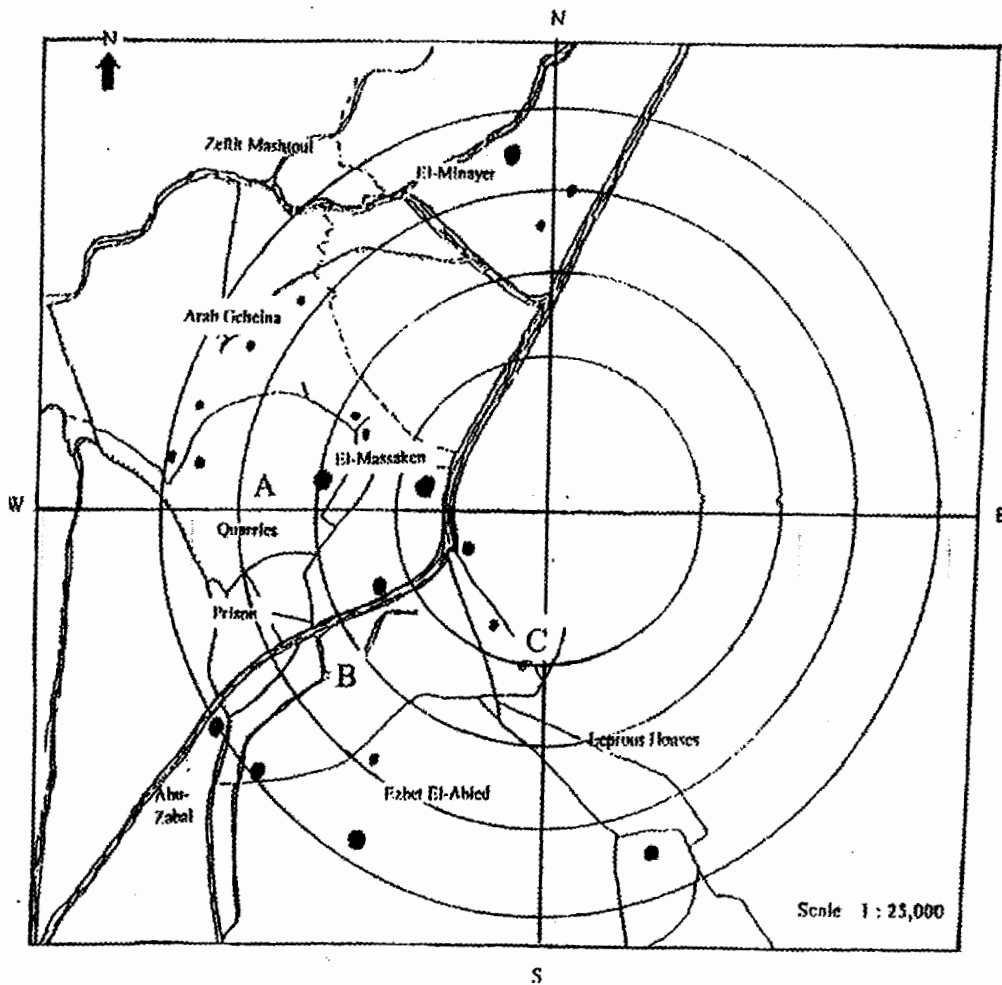 N
N
Zefiit Mashtoul
El-Minayer
Arab Geheina
El-Massaken
A
W
E
Quarries
Prison
C
B
Leprous Houses
Abu-
Zabal
Ezbet El-Abied
Scale 1 : 25,000
S